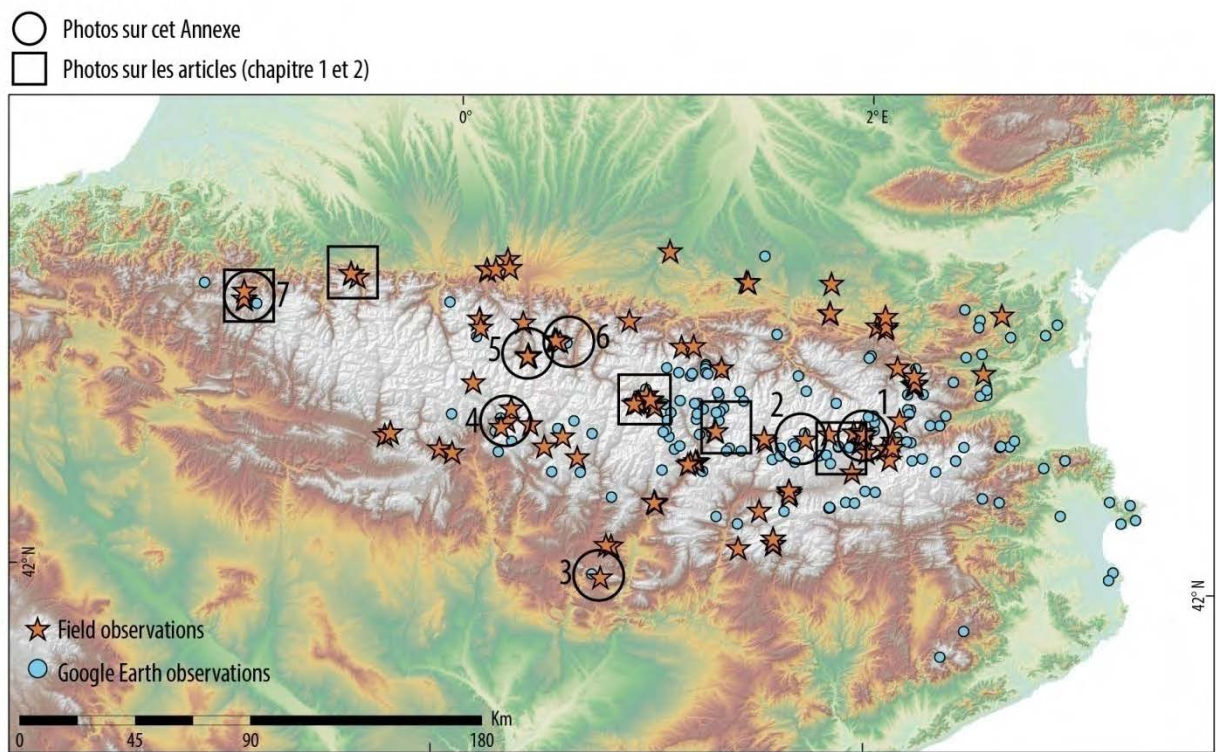 Photos sur cet Annexe
Photos sur les articles (chapitre 1 et 2)
0°
2° E
7
6
5
1
2
4
3
42° N
42° N
Field observations
Google Earth observations
Km
0 45 90 180